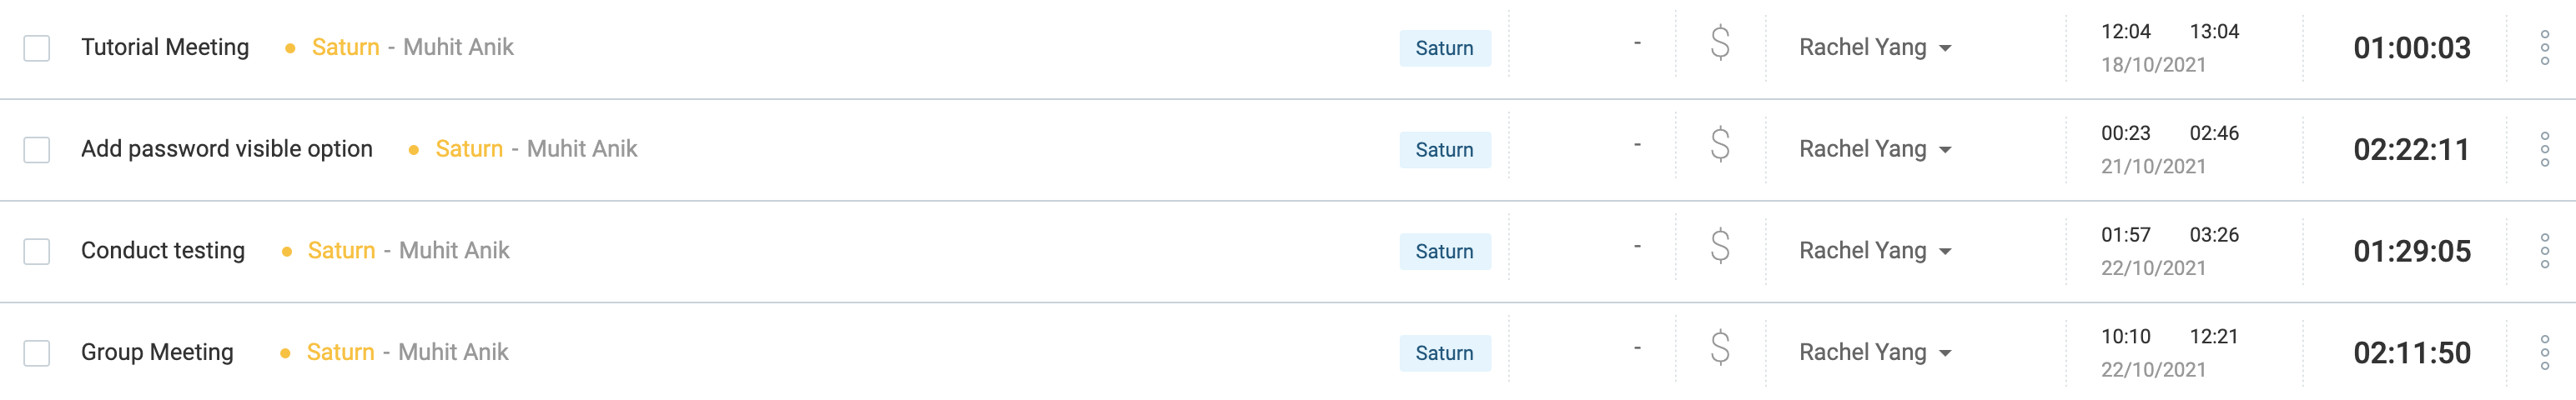 Tutorial Meeting Saturn - Muhit Anik Saturn - $ Rachel Yang 12:04 13:04 01:00:03
18/10/2021
Add password visible option Saturn - Muhit Anik Saturn - $ Rachel Yang 00:23 02:46 02:22:11
21/10/2021
Conduct testing Saturn - Muhit Anik Saturn - $ Rachel Yang 01:57 03:26 01:29:05
22/10/2021
Group Meeting Saturn - Muhit Anik Saturn - $ Rachel Yang 10:10 12:21 02:11:50
22/10/2021